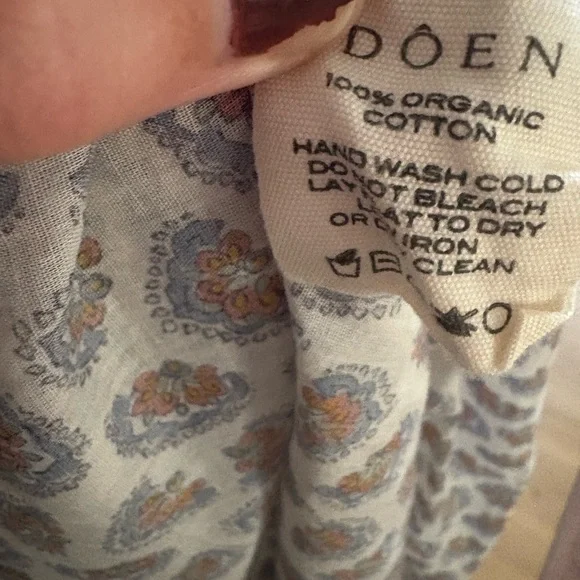 DÔEN
100% ORGANIC
COTTON
HAND WASH COLD
DO NOT BLEACH
LAY FLAT TO DRY
IRON
OR CLEAN